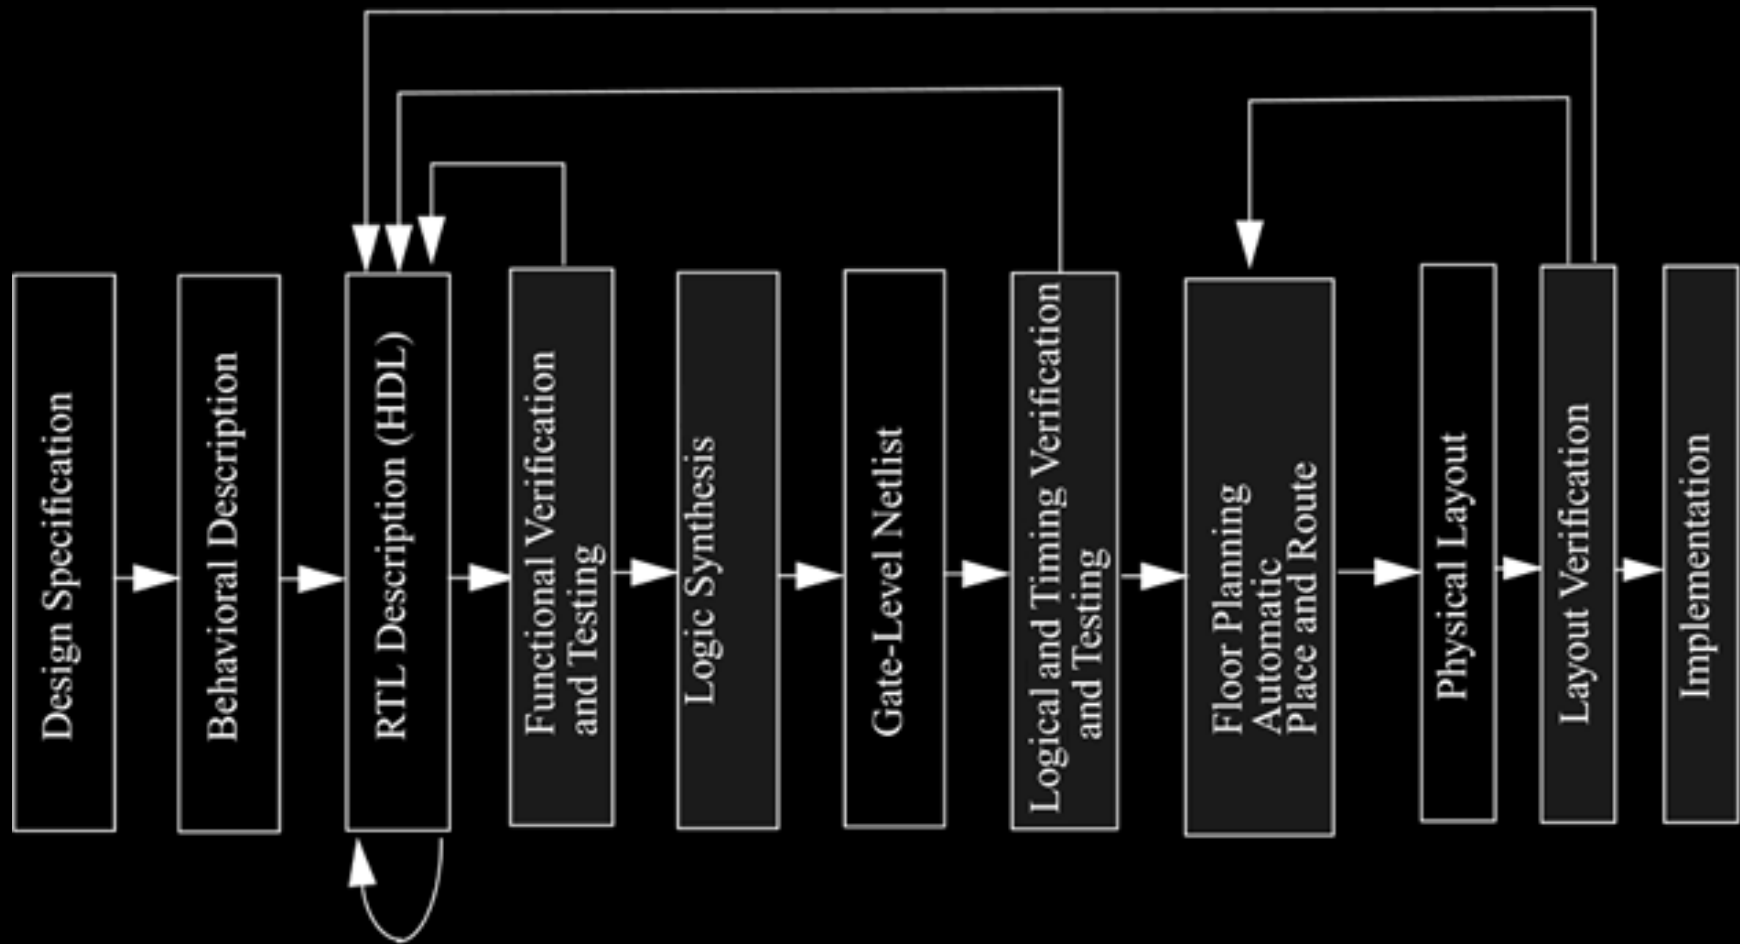 Design Specification
Behavioral Description
RTL Description (HDL)
Functional Verification
and Testing
Logic Synthesis
Gate-Level Netlist
Logical and Timing Verification
and Testing
Floor Planning
Automatic
Place and Route
Physical Layout
Layout Verification
Implementation